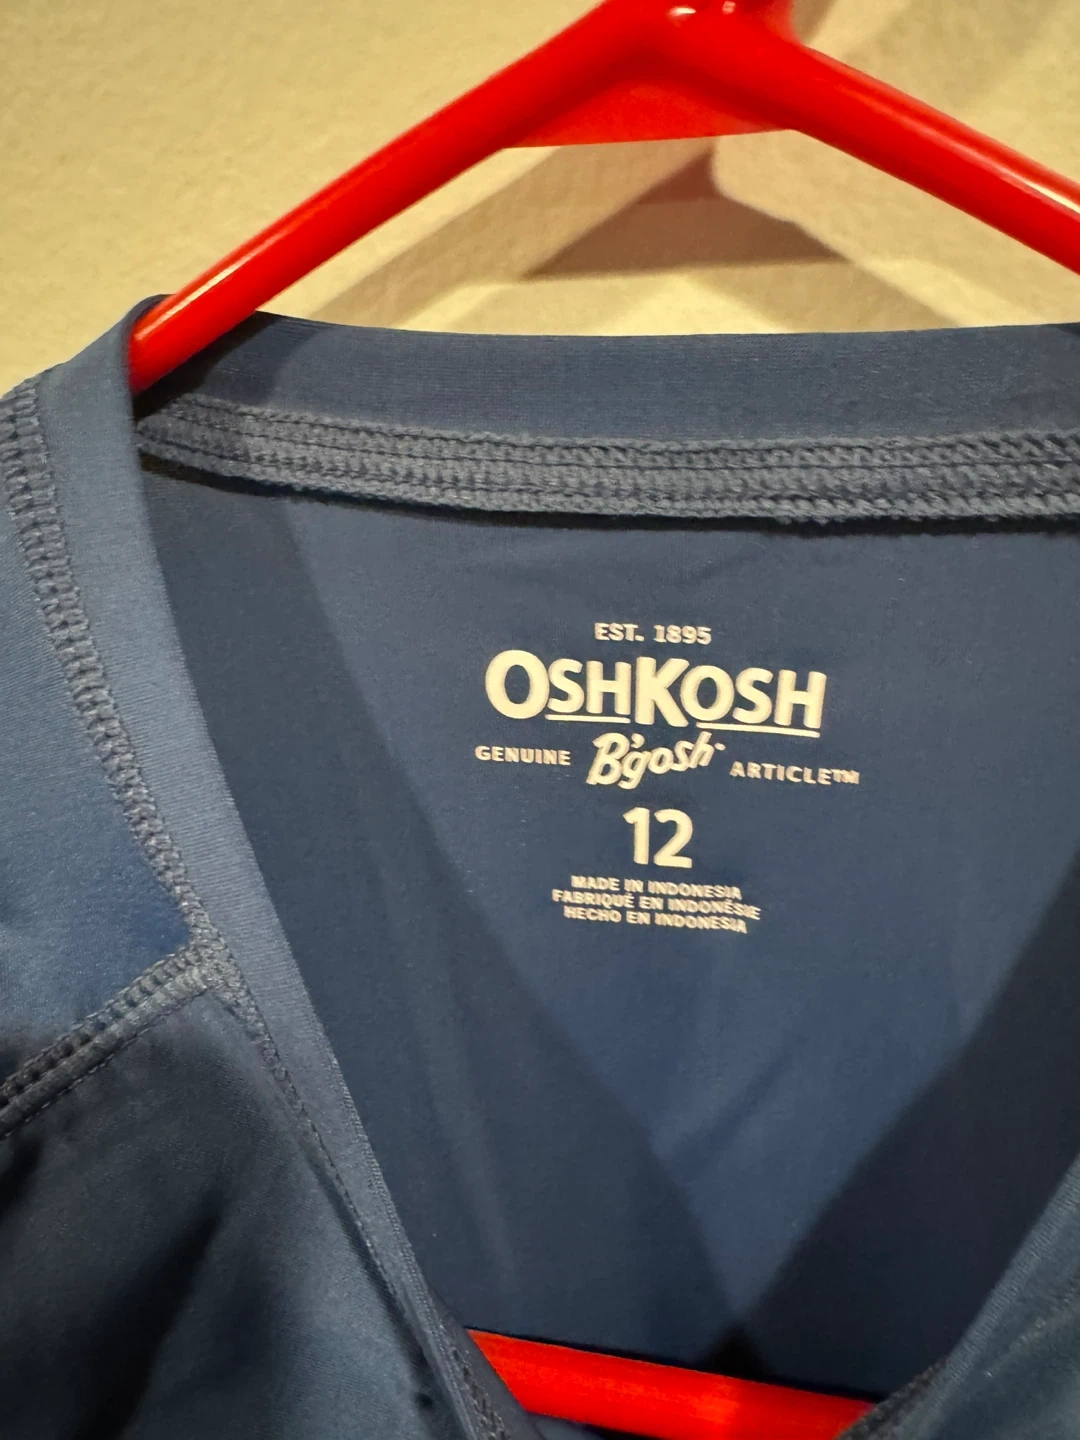 EST. 1895
OSHKOSH
GENUINE B'gosh ARTICLE™
12
MADE IN INDONESIA
FABRIQUÉ EN INDONÉSIE
HECHO EN INDONESIA